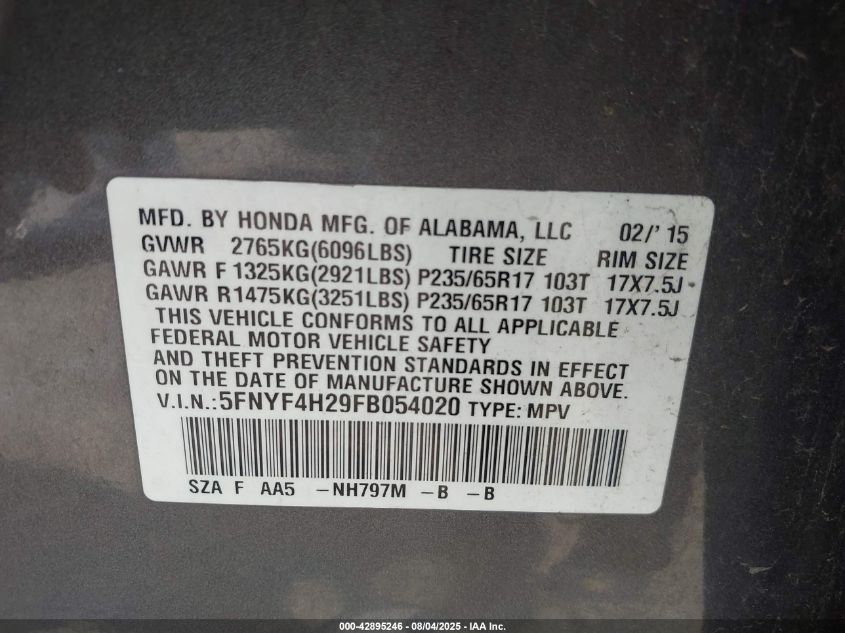 MFD. BY HONDA MFG. OF ALABAMA, LLC 02/' 15
GVWR 2765KG(6096LBS) TIRE SIZE RIM SIZE
GAWR F 1325KG(2921LBS) P235/65R17 103T 17X7.5J
GAWR R1475KG(3251LBS) P235/65R17 103T 17X7.5J
THIS VEHICLE CONFORMS TO ALL APPLICABLE
FEDERAL MOTOR VEHICLE SAFETY
AND THEFT PREVENTION STANDARDS IN EFFECT
ON THE DATE OF MANUFACTURE SHOWN ABOVE.
V.I.N.:5FNYF4H29FB054020 TYPE: MPV
SZA F AA5 -NH797M -B -B
000-42895246 - 08/04/2025 - IAA Inc.